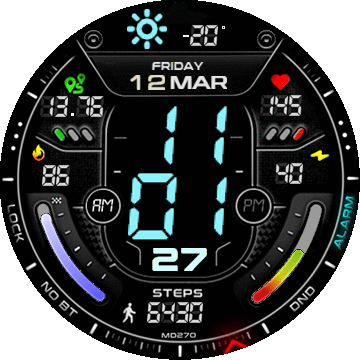 -20°
FRIDAY
12 MAR
13.76
145
11
86
40
AM
PM
01
LOCK
ALARM
27
NO BT
DND
STEPS
6430
MD270